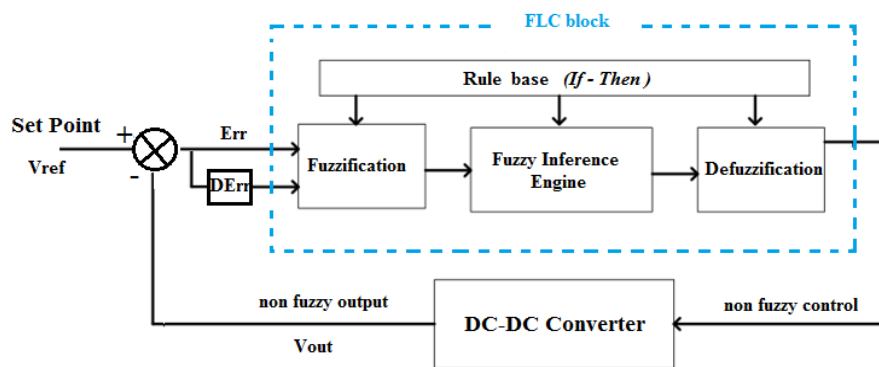 FLC block
Rule base (If - Then )
Set Point
+
Err
Vref
-
DErr
Fuzzification
Fuzzy Inference
Engine
Defuzzification
non fuzzy output
Vout
DC-DC Converter
non fuzzy control